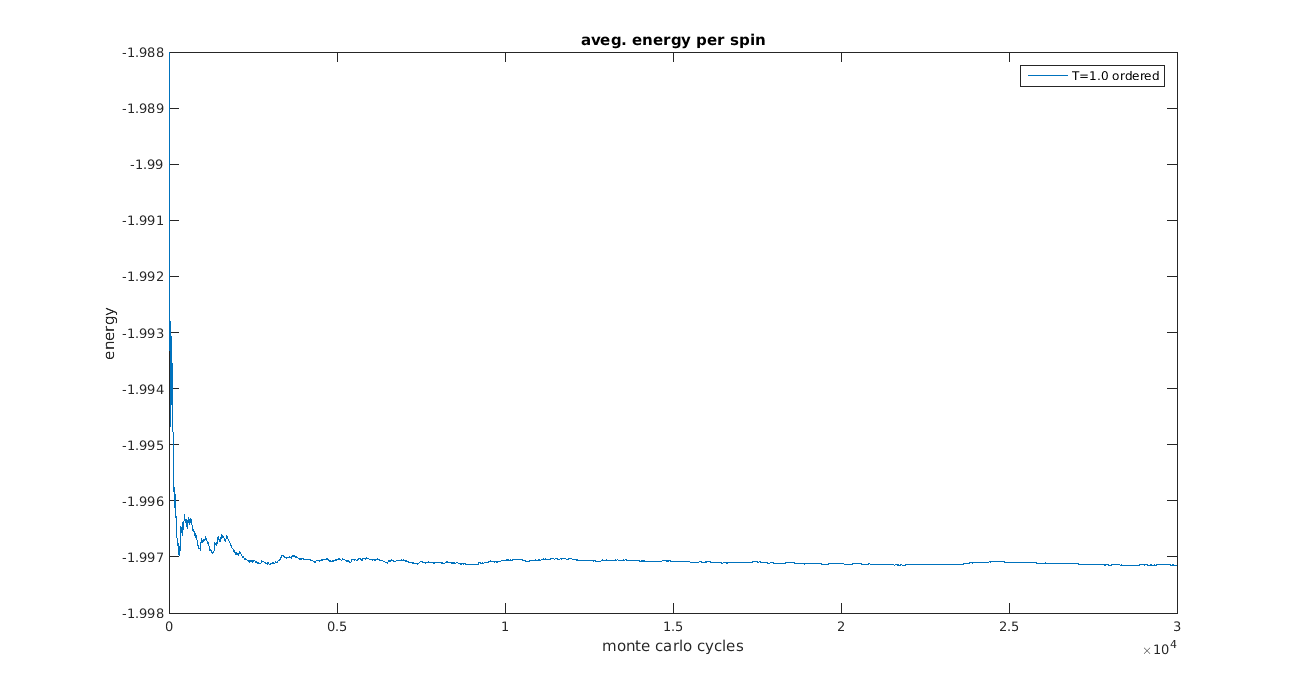 aveg. energy per spin
T=1.0 ordered
energy
-1.988
-1.989
-1.99
-1.991
-1.992
-1.993
-1.994
-1.995
-1.996
-1.997
-1.998
0 0.5 1 1.5 2 2.5 3
×10⁴
monte carlo cycles